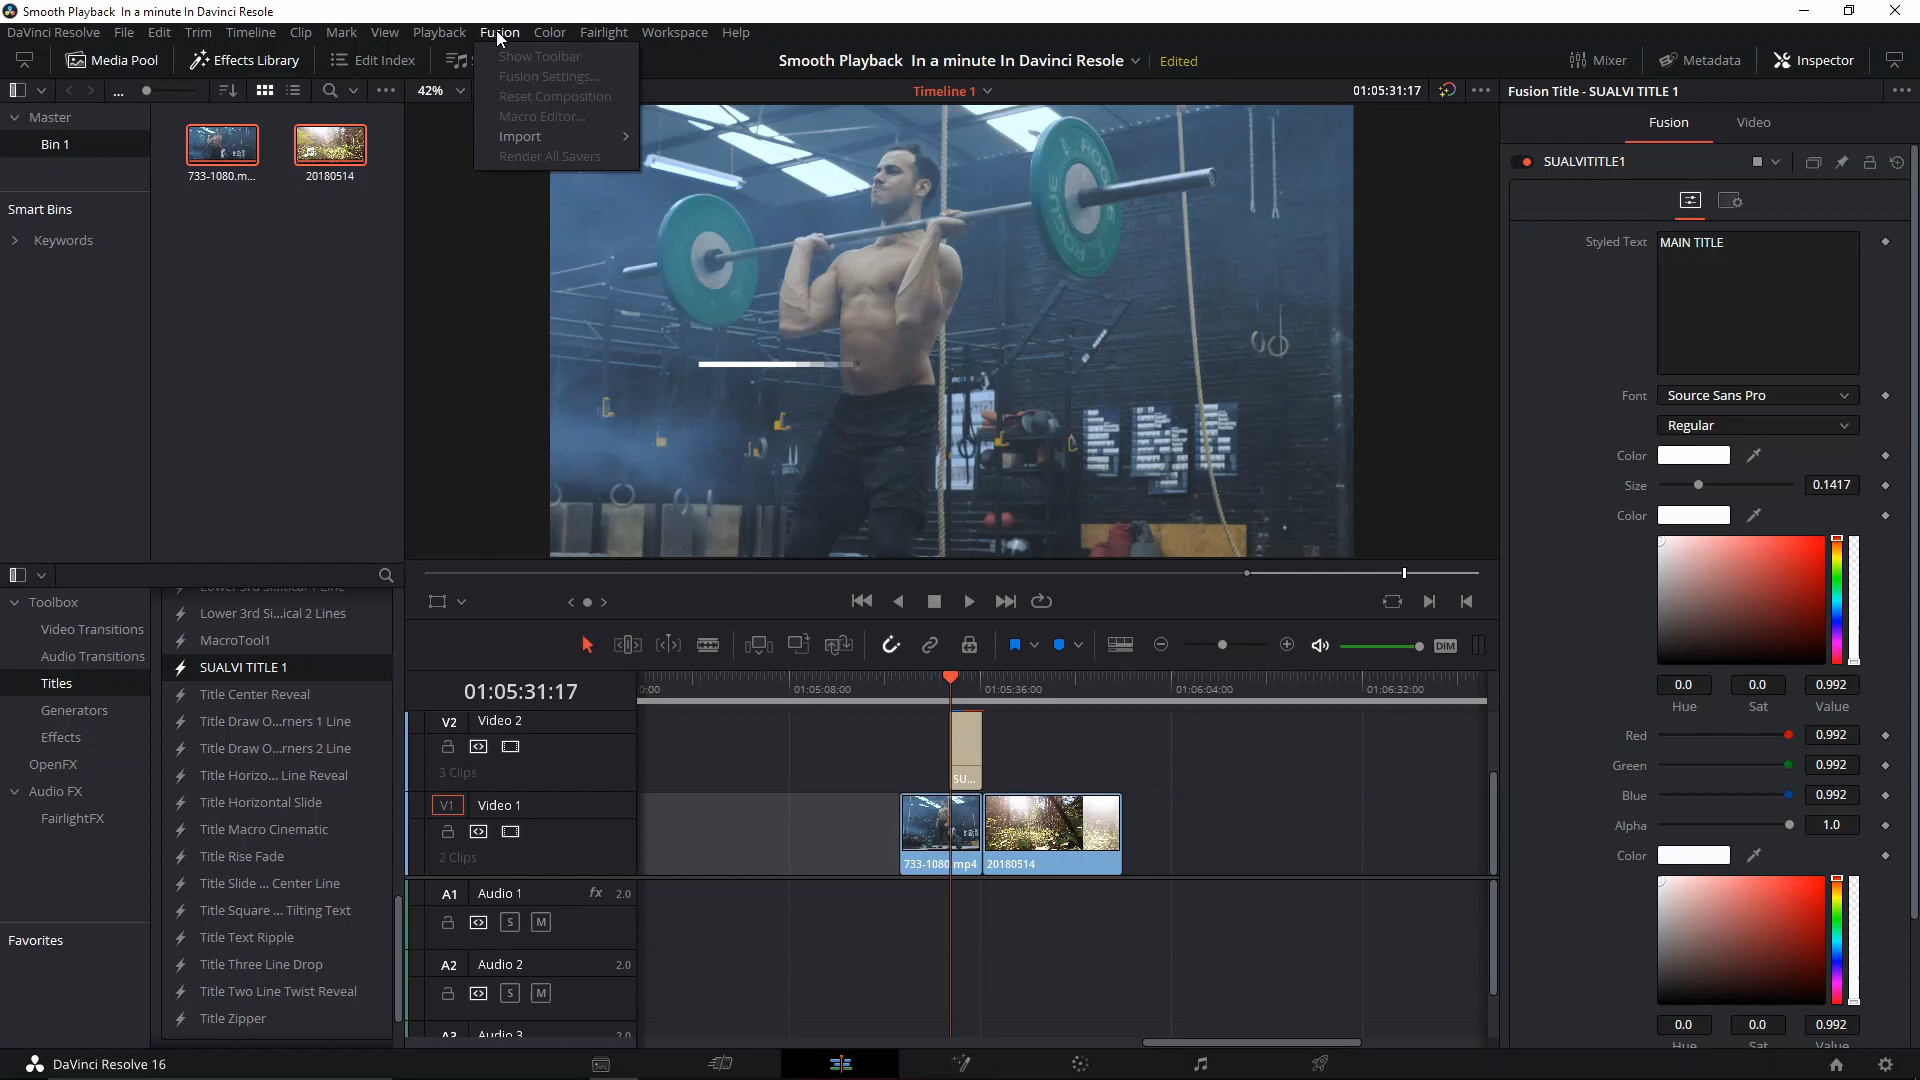 Smooth Playback In a minute In Davinci Resole
DaVinci Resolve File Edit Trim Timeline Clip Mark View Playback Fusion Color Fairlight Workspace Help
Media Pool Effects Library Edit Index
Smooth Playback In a minute In Davinci Resole Edited
Mixer Metadata Inspector
... 42% Timeline 1 01:05:31:17 Fusion Title - SUALVI TITLE 1
Show Toolbar
Fusion Settings...
Reset Composition
Macro Editor...
Import
Render All Savers
Master
Bin 1
733-1080.m...
20180514
Smart Bins
Keywords
Fusion Video
SUALVITITLE1
Styled Text MAIN TITLE
Font Source Sans Pro
Regular
Color
Size 0.1417
Color
0.0 0.0 0.992
Hue Sat Value
Red 0.992
Green 0.992
Blue 0.992
Alpha 1.0
Color
0.0 0.0 0.992
Hue Sat Value
Toolbox
Video Transitions
Audio Transitions
Titles
Generators
Effects
OpenFX
Audio FX
FairlightFX
Favorites
Lower 3rd Si...ical 2 Lines
MacroTool1
SUALVI TITLE 1
Title Center Reveal
Title Draw O...rners 1 Line
Title Draw O...rners 2 Line
Title Horizo... Line Reveal
Title Horizontal Slide
Title Macro Cinematic
Title Rise Fade
Title Slide ... Center Line
Title Square ... Tilting Text
Title Text Ripple
Title Three Line Drop
Title Two Line Twist Reveal
Title Zipper
DIM
01:05:31:17
:00 01:05:08:00 01:05:36:00 01:06:04:00 01:06:32:00
V2 Video 2
3 Clips
SU...
V1 Video 1
2 Clips
733-1080.mp4 20180514
A1 Audio 1 fx 2.0
S M
A2 Audio 2 2.0
S M
A3 Audio 3 2.0
DaVinci Resolve 16